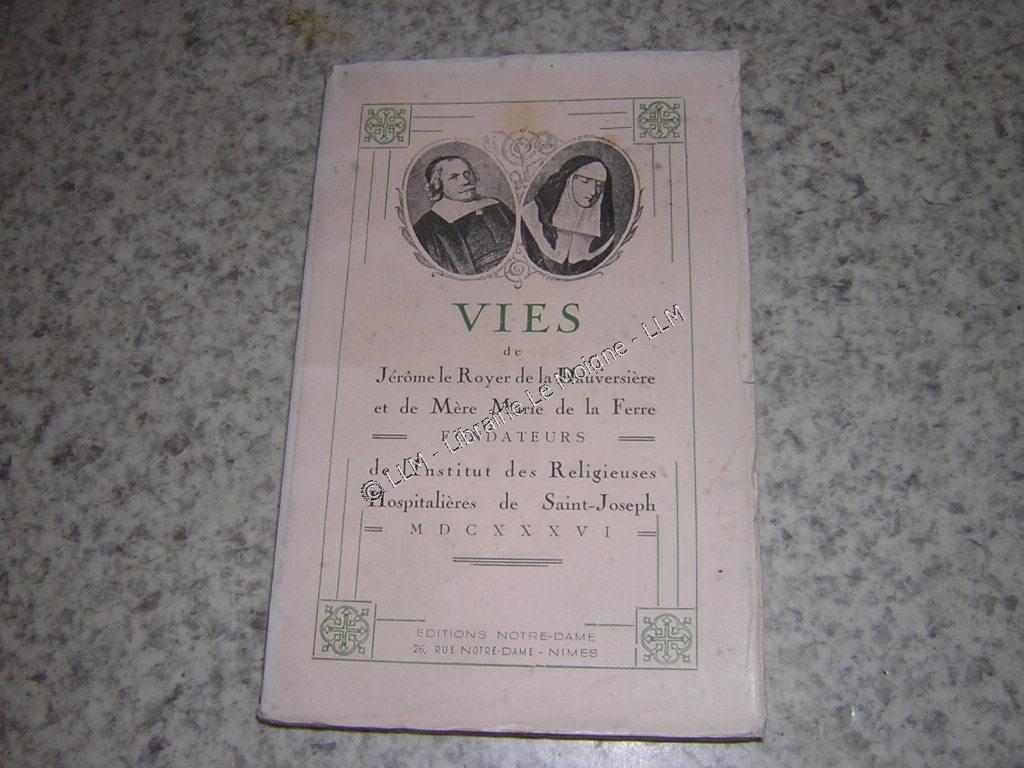 VIES
de
Jérôme le Royer de la Dauversière
et de Mère Marie de la Ferre
FONDATEURS
de l'Institut des Religieuses
Hospitalières de Saint-Joseph
MDCXXXVI
EDITIONS NOTRE-DAME
26, RUE NOTRE-DAME - NIMES
© LLM - Librairie Le Moigne - LLM